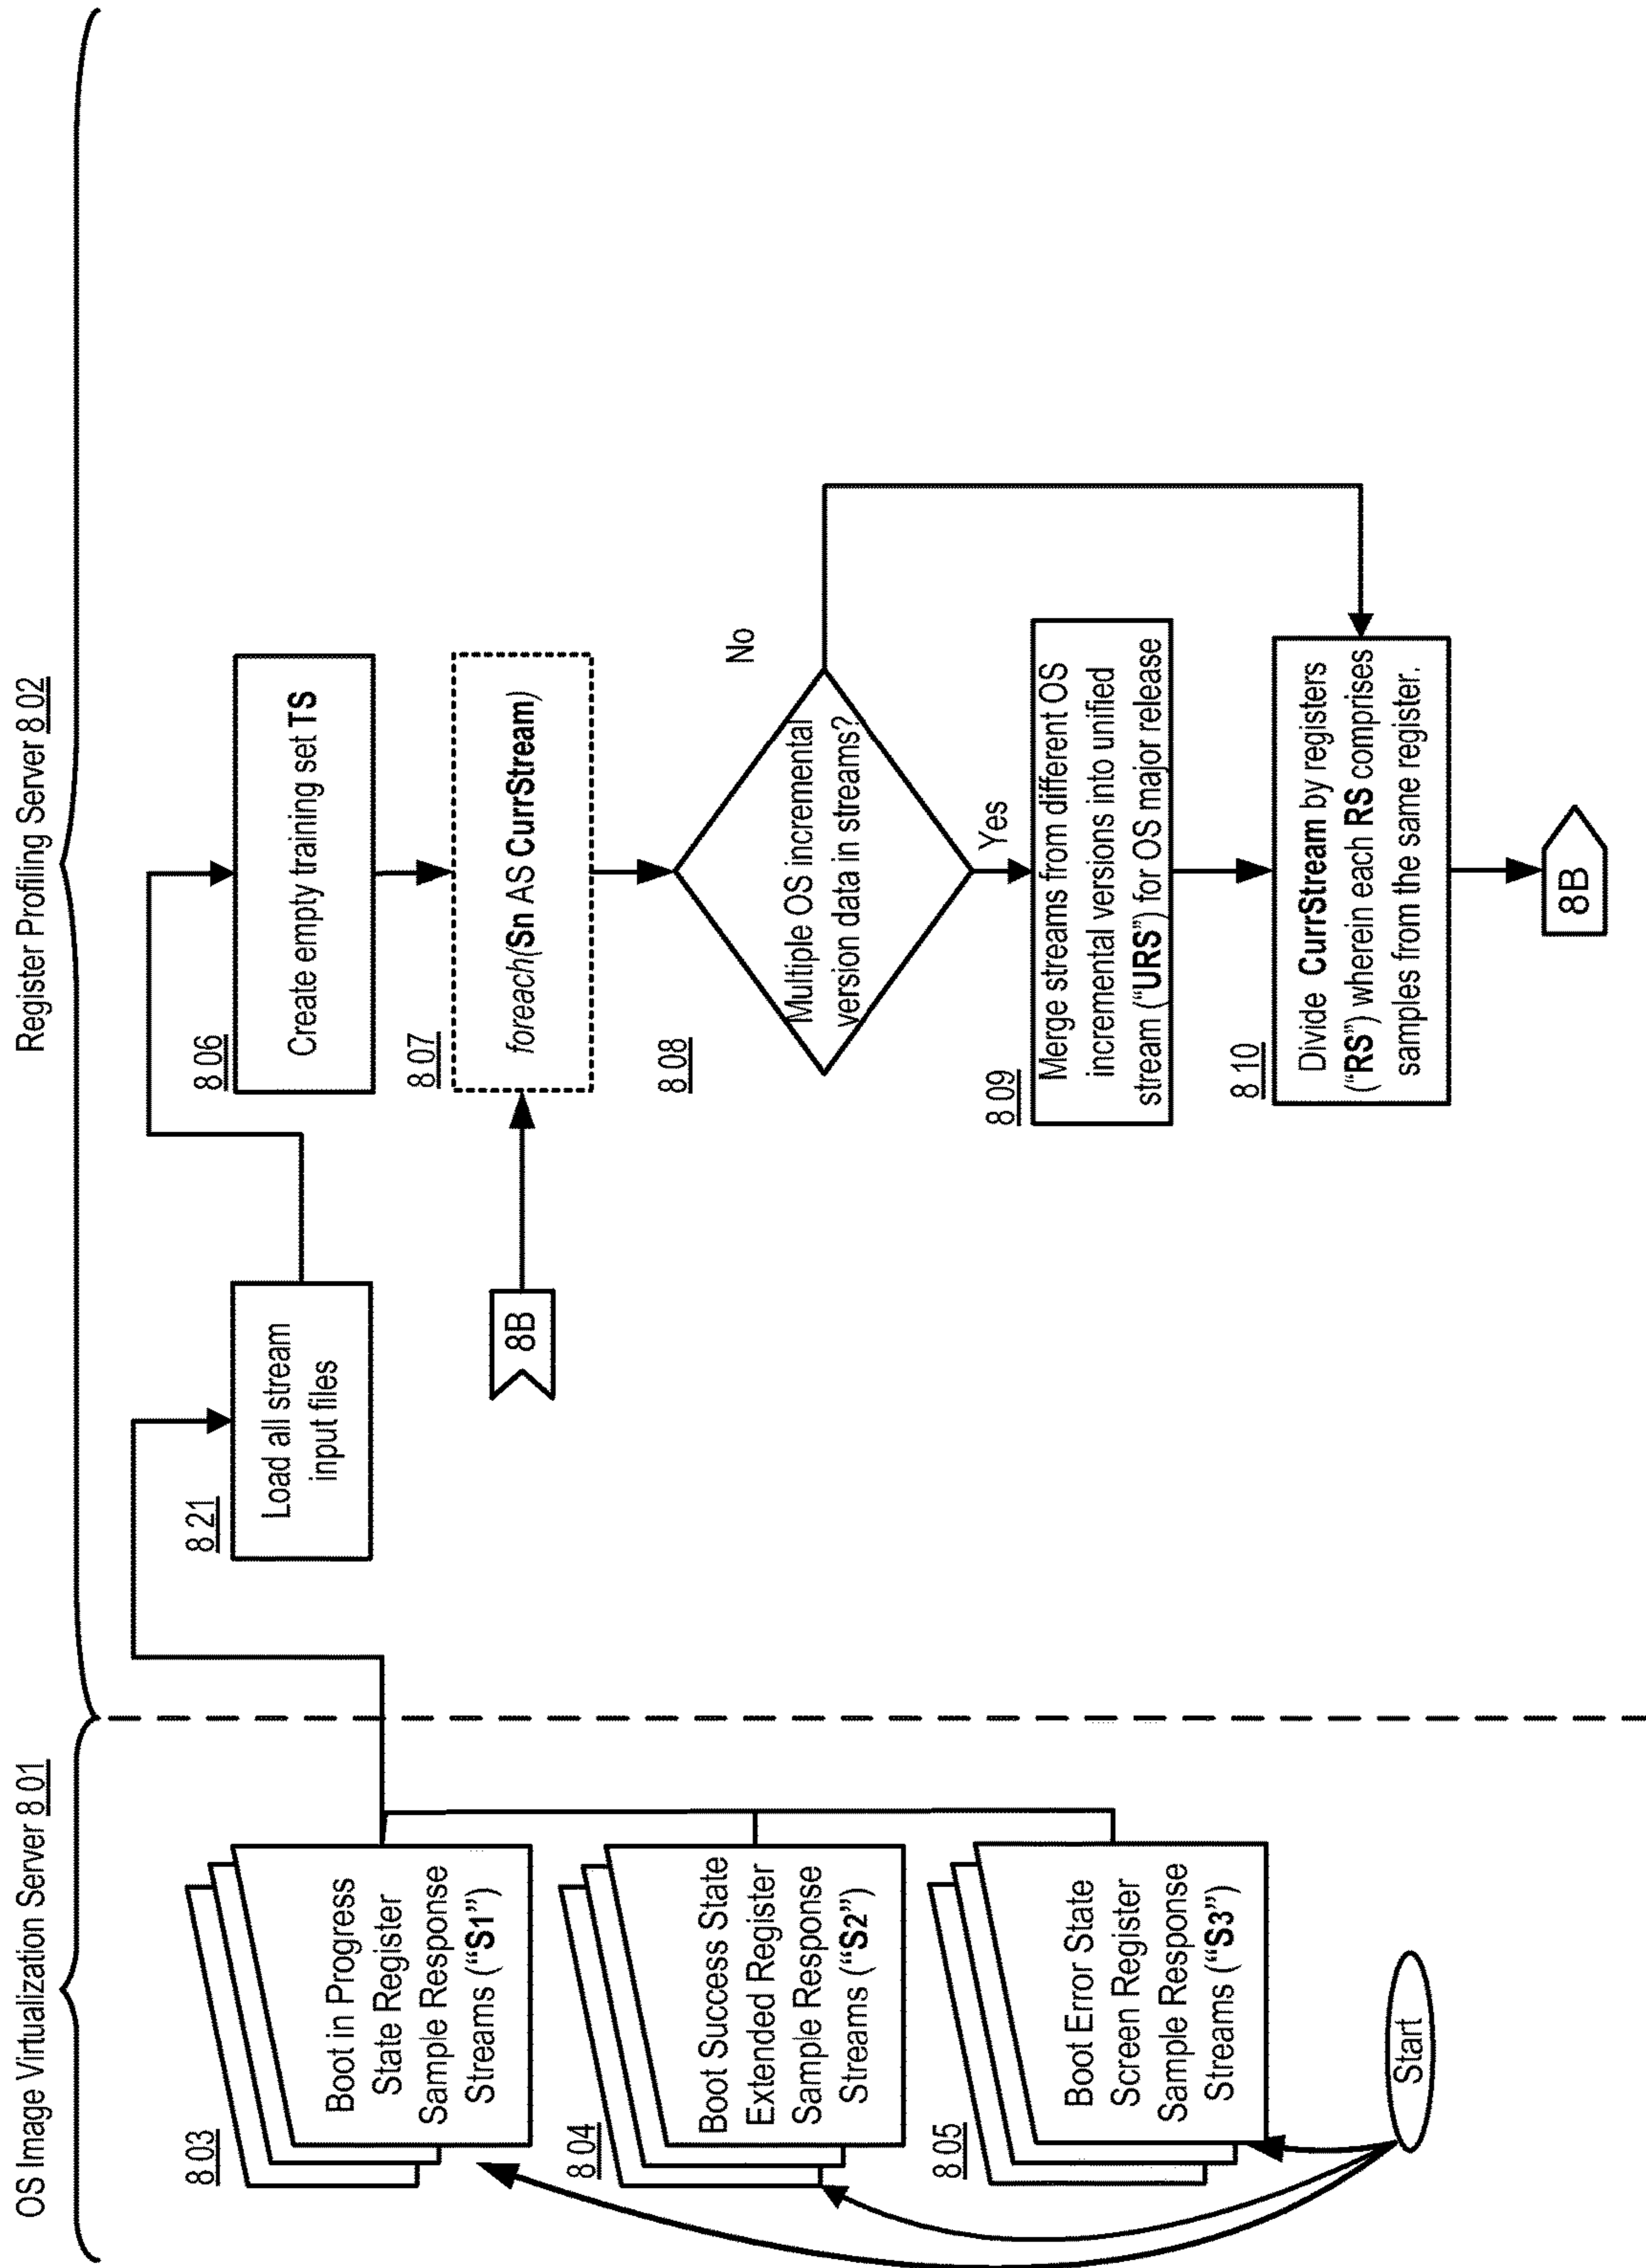 OS Image Virtualization Server 8 01
Register Profiling Server 8 02
8 03
Boot in Progress
State Register
Sample Response
Streams (“S1”)
8 04
Boot Success State
Extended Register
Sample Response
Streams (“S2”)
8 05
Boot Error State
Screen Register
Sample Response
Streams (“S3”)
Start
8 21
Load all stream
input files
8 06
Create empty training set TS
8B
8 07
foreach(Sn AS CurrStream)
8 08
Multiple OS incremental
version data in streams?
No
Yes
8 09
Merge streams from different OS
incremental versions into unified
stream (“URS”) for OS major release
8 10
Divide CurrStream by registers
(“RS”) wherein each RS comprises
samples from the same register.
8B